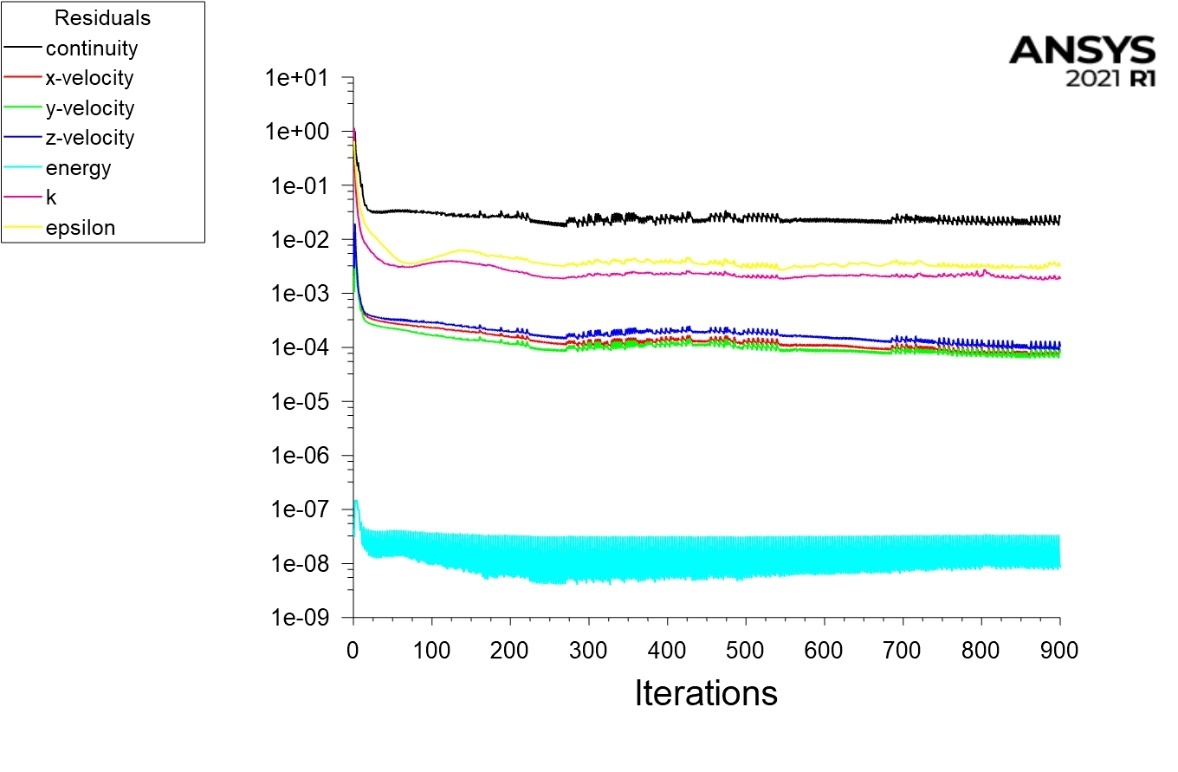 Residuals
continuity
x-velocity
y-velocity
z-velocity
energy
k
epsilon
ANSYS
2021 R1
1e+01
1e+00
1e-01
1e-02
1e-03
1e-04
1e-05
1e-06
1e-07
1e-08
1e-09
0 100 200 300 400 500 600 700 800 900
Iterations